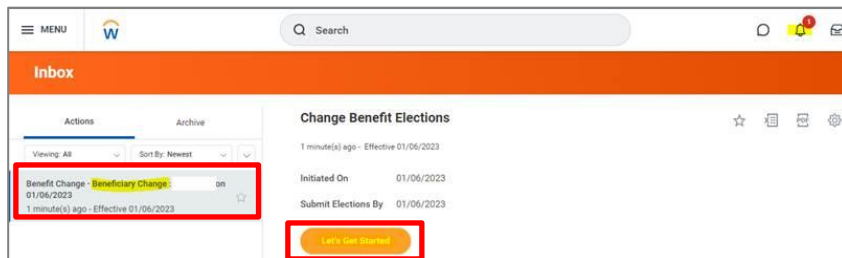 MENU
W
Search
1
Inbox
Actions Archive
Viewing: All Sort By: Newest
Benefit Change - Beneficiary Change : on
01/06/2023
1 minute(s) ago - Effective 01/06/2023
Change Benefit Elections
1 minute(s) ago - Effective 01/06/2023
Initiated On 01/06/2023
Submit Elections By 01/06/2023
Let's Get Started
PDF